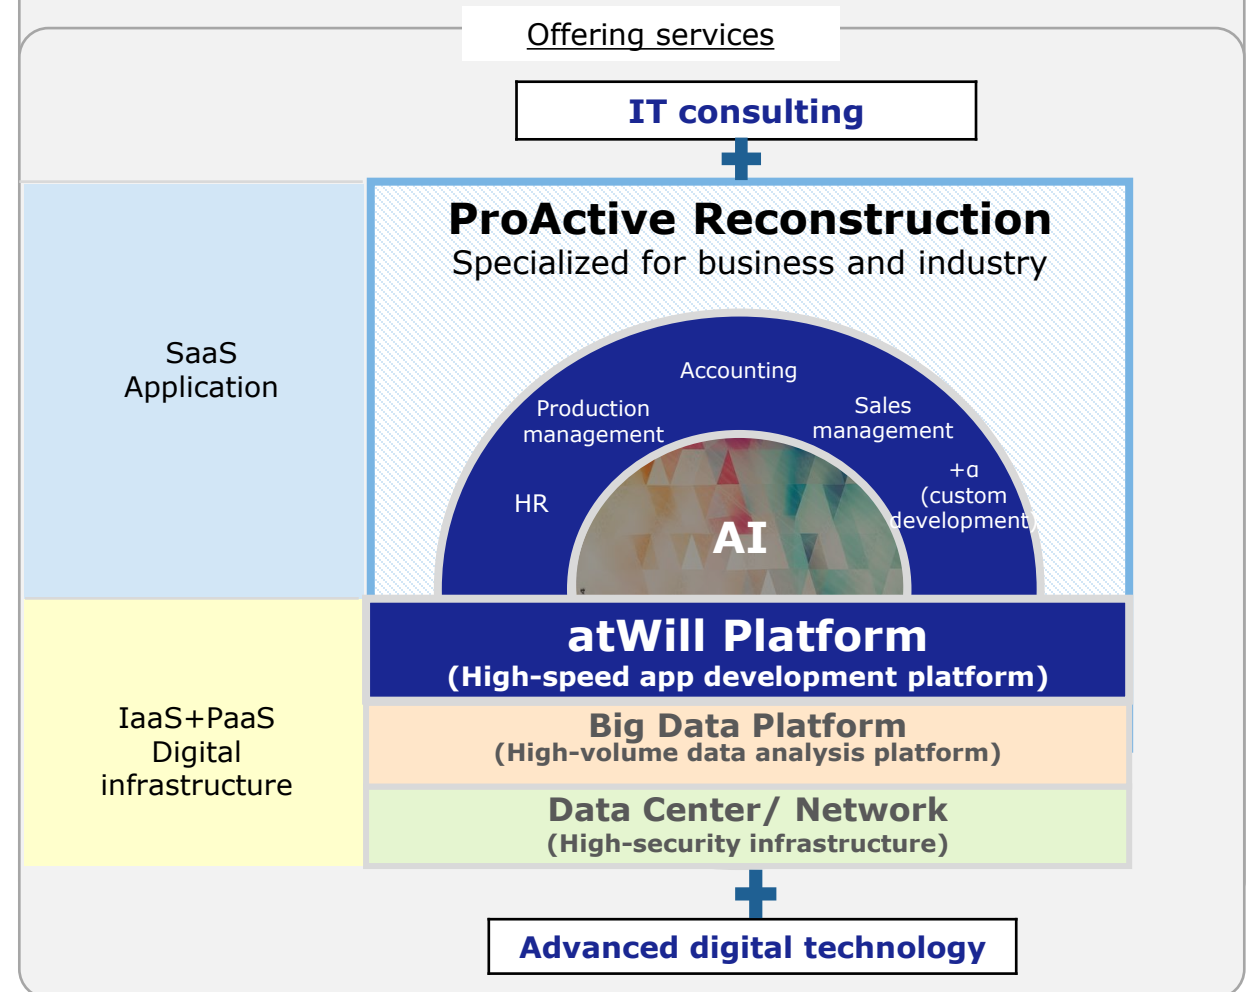 Offering services
IT consulting
ProActive Reconstruction
Specialized for business and industry
SaaS
Application
Accounting
Production
management
Sales
management
HR
+α
(custom
development)
AI
atWill Platform
(High-speed app development platform)
IaaS+PaaS
Digital
infrastructure
Big Data Platform
(High-volume data analysis platform)
Data Center/ Network
(High-security infrastructure)
Advanced digital technology